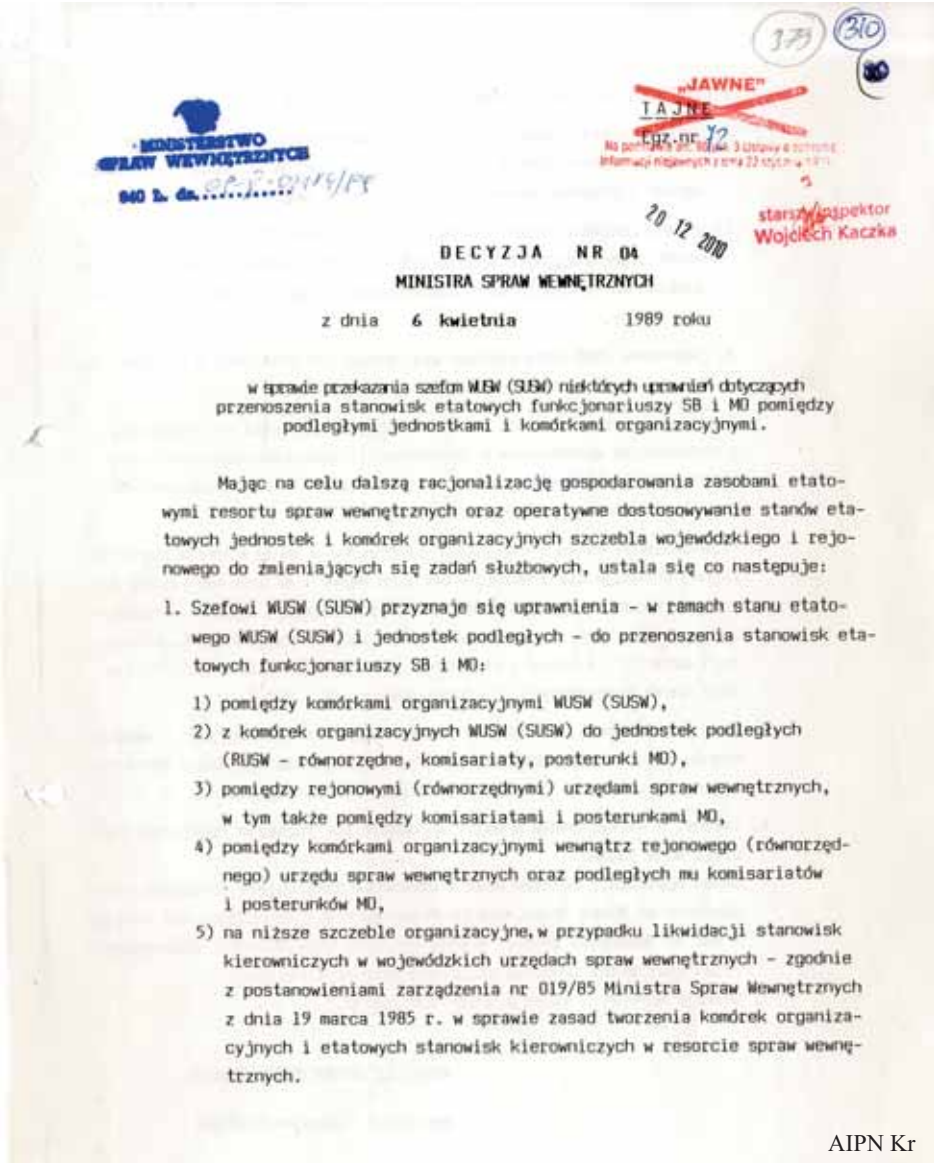 379 310
„JAWNE"
TAJNE
Egz.nr 72
3 Ustawy o ochronie
MINISTERSTWO
SPRAW WEWNĘTRZNYCH
starszy inspektor
Wojciech Kaczka
20 12 2010
DECYZJA NR 04
MINISTRA SPRAW WEWNĘTRZNYCH
z dnia 6 kwietnia 1989 roku
w sprawie przekazania szefom WUSW (SUSW) niektórych uprawnień dotyczących
przenoszenia stanowisk etatowych funkcjonariuszy SB i MO pomiędzy
podległymi jednostkami i komórkami organizacyjnymi.
Mając na celu dalszą racjonalizację gospodarowania zasobami etato-
wymi resortu spraw wewnętrznych oraz operatywne dostosowywanie stanów eta-
towych jednostek i komórek organizacyjnych szczebla wojewódzkiego i rejo-
nowego do zmieniających się zadań służbowych, ustala się co następuje:
1. Szefowi WUSW (SUSW) przyznaje się uprawnienia - w ramach stanu etato-
wego WUSW (SUSW) i jednostek podległych - do przenoszenia stanowisk eta-
towych funkcjonariuszy SB i MO:
1) pomiędzy komórkami organizacyjnymi WUSW (SUSW),
2) z komórek organizacyjnych WUSW (SUSW) do jednostek podległych
(RUSW - równorzędne, komisariaty, posterunki MO),
3) pomiędzy rejonowymi (równorzędnymi) urzędami spraw wewnętrznych,
w tym także pomiędzy komisariatami i posterunkami MO,
4) pomiędzy komórkami organizacyjnymi wewnątrz rejonowego (równorzęd-
nego) urzędu spraw wewnętrznych oraz podległych mu komisariatów
i posterunków MO,
5) na niższe szczeble organizacyjne, w przypadku likwidacji stanowisk
kierowniczych w wojewódzkich urzędach spraw wewnętrznych - zgodnie
z postanowieniami zarządzenia nr 019/85 Ministra Spraw Wewnętrznych
z dnia 19 marca 1985 r. w sprawie zasad tworzenia komórek organiza-
cyjnych i etatowych stanowisk kierowniczych w resorcie spraw wewnę-
trznych.
AIPN Kr